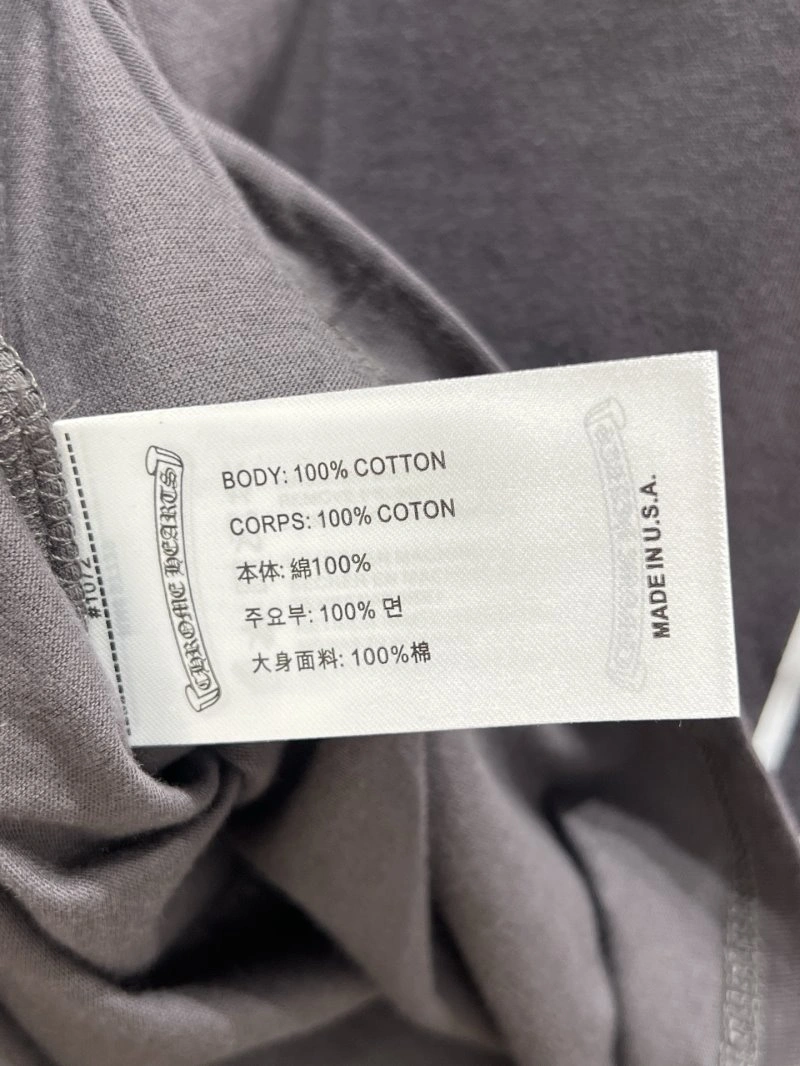 CHROME HEARTS
BODY: 100% COTTON
CORPS: 100% COTON
本体: 綿100%
주요부: 100% 면
大身面料: 100%棉
MADE IN U.S.A.
#1072